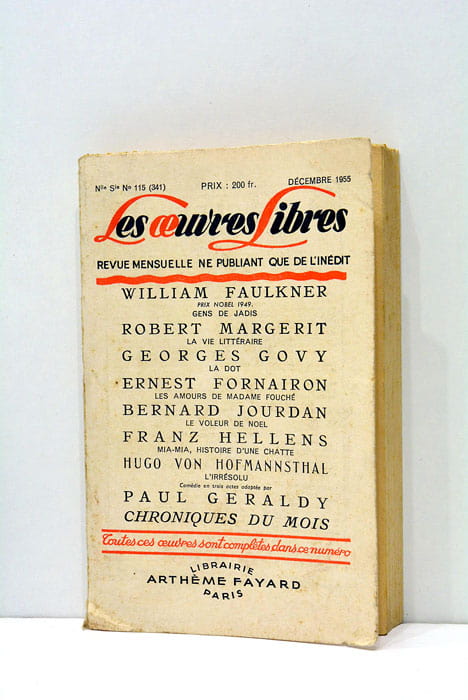 Nlle Sie No 115 (341) PRIX : 200 fr. DÉCEMBRE 1955
Les œuvres Libres
REVUE MENSUELLE NE PUBLIANT QUE DE L'INÉDIT
WILLIAM FAULKNER
PRIX NOBEL 1949.
GENS DE JADIS
ROBERT MARGERIT
LA VIE LITTÉRAIRE
GEORGES GOVY
LA DOT
ERNEST FORNAIRON
LES AMOURS DE MADAME FOUCHÉ
BERNARD JOURDAN
LE VOLEUR DE NOEL
FRANZ HELLENS
MIA-MIA, HISTOIRE D'UNE CHATTE
HUGO VON HOFMANNSTHAL
L'IRRÉSOLU
Comédie en trois actes adaptée par
PAUL GERALDY
CHRONIQUES DU MOIS
Toutes ces œuvres sont complètes dans ce numéro
LIBRAIRIE
ARTHÈME FAYARD
PARIS